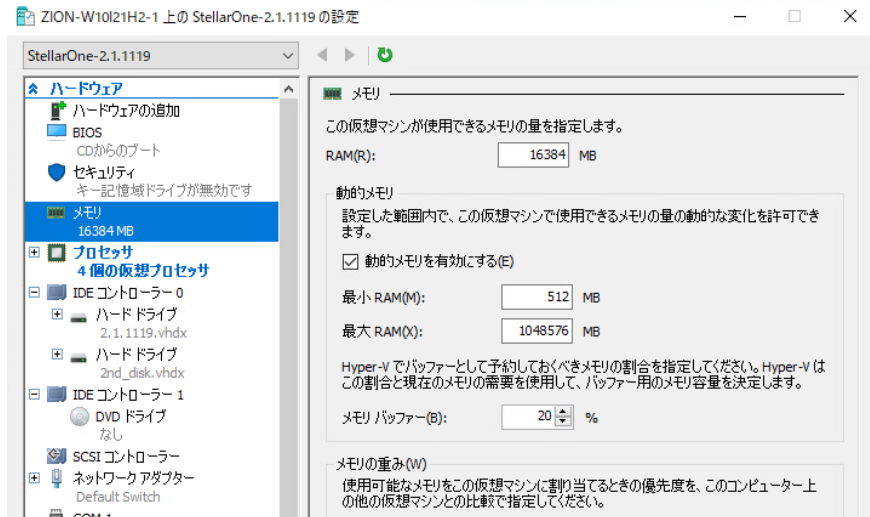 ZION-W10I21H2-1 上の StellarOne-2.1.1119 の設定
StellarOne-2.1.1119
ハードウェア
ハードウェアの追加
BIOS
CDからのブート
セキュリティ
キー記憶域ドライブが無効です
メモリ
16384 MB
プロセッサ
4 個の仮想プロセッサ
IDE コントローラー 0
ハード ドライブ
2.1.1119.vhdx
ハード ドライブ
2nd_disk.vhdx
IDE コントローラー 1
DVD ドライブ
なし
SCSI コントローラー
ネットワーク アダプター
Default Switch
COM 1
メモリ
この仮想マシンが使用できるメモリの量を指定します。
RAM(R): 16384 MB
動的メモリ
設定した範囲内で、この仮想マシンで使用できるメモリの量の動的な変化を許可でき
ます。
動的メモリを有効にする(E)
最小 RAM(M): 512 MB
最大 RAM(X): 1048576 MB
Hyper-V でバッファーとして予約しておくべきメモリの割合を指定してください。Hyper-V は
この割合と現在のメモリの需要を使用して、バッファー用のメモリ容量を決定します。
メモリ バッファー(B): 20 %
メモリの重み(W)
使用可能なメモリをこの仮想マシンに割り当てるときの優先度を、このコンピューター上
の他の仮想マシンとの比較で指定してください。